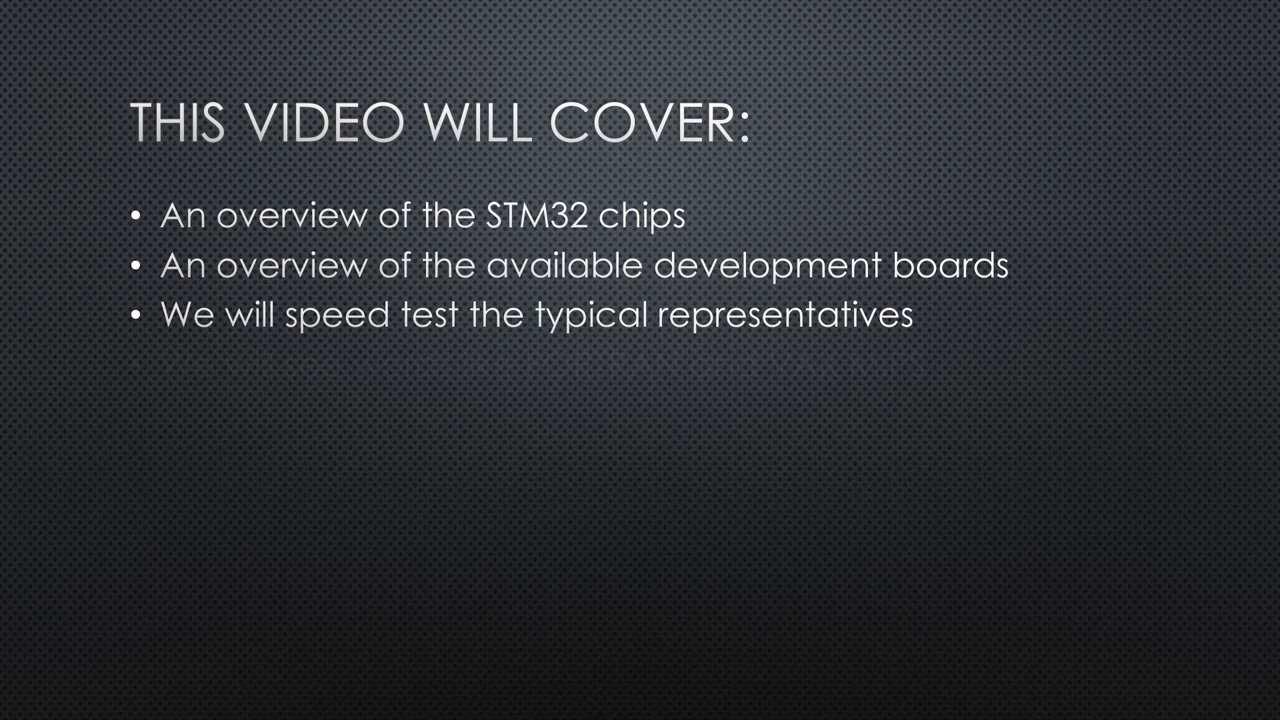 THIS VIDEO WILL COVER:
• An overview of the STM32 chips
• An overview of the available development boards
• We will speed test the typical representatives